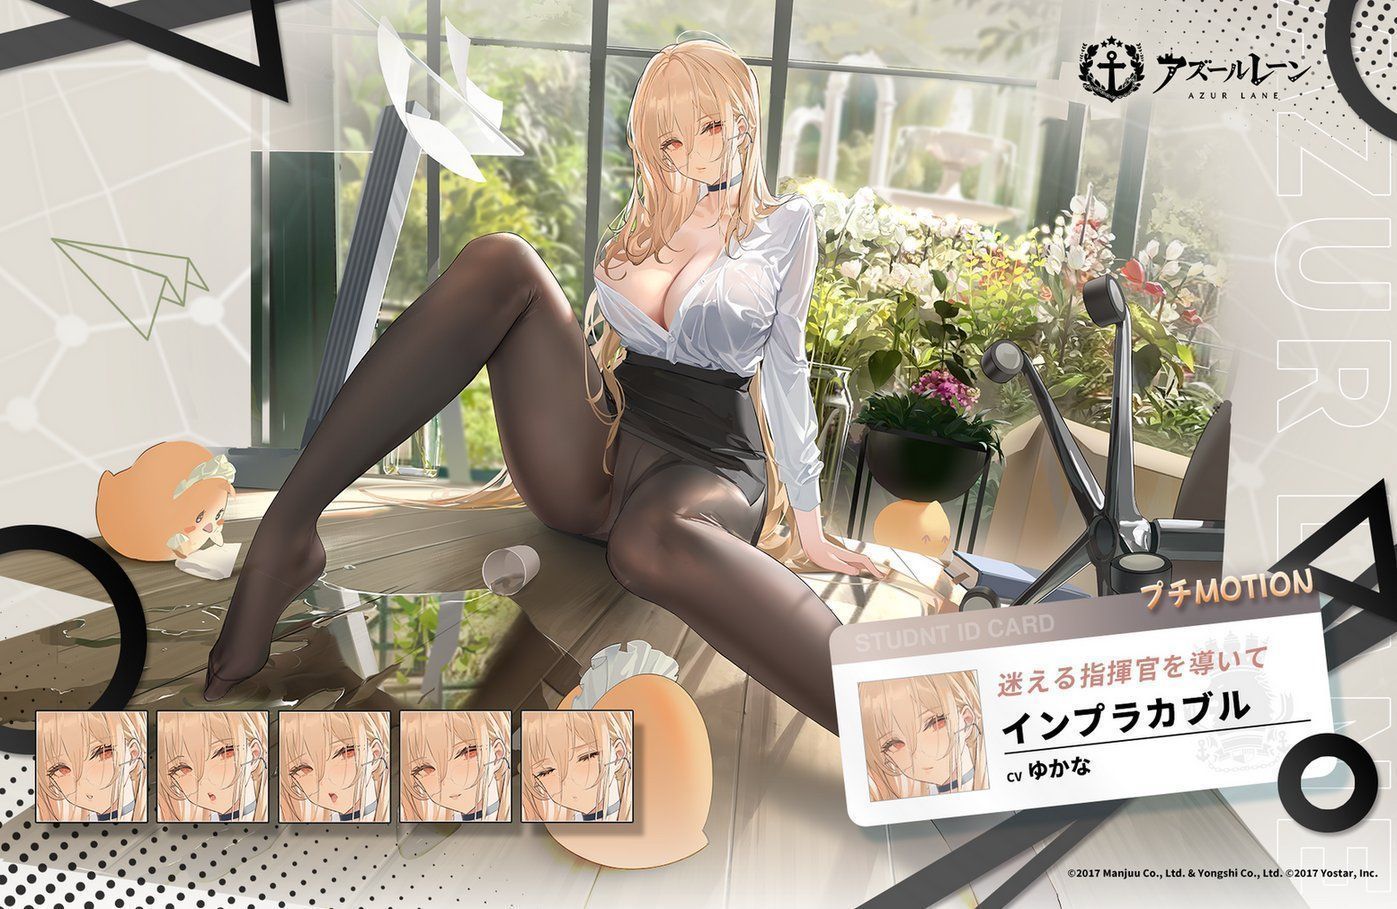 アズールレーン
AZUR LANE
AZUR LANE
プチMOTION
STUDNT ID CARD
迷える指揮官を導いて
インプラカブル
CV ゆかな
©2017 Manjuu Co., Ltd. & Yongshi Co., Ltd. ©2017 Yostar, Inc.